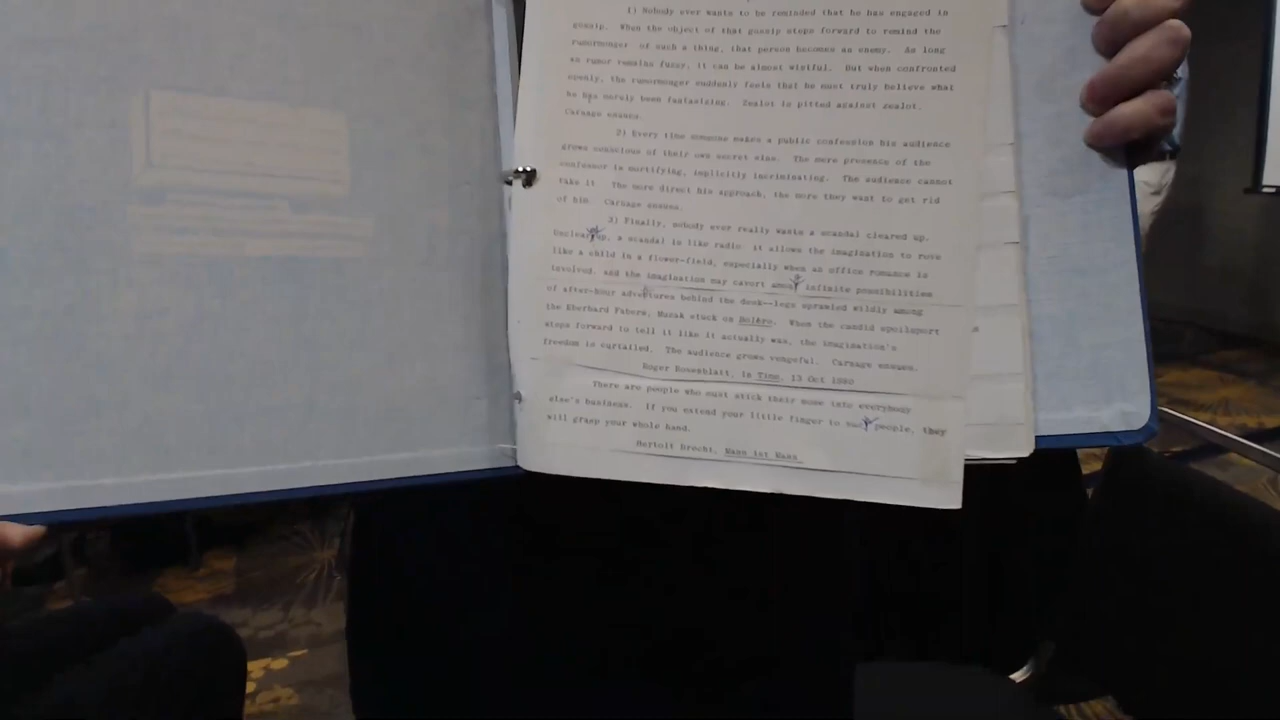 1) Nobody ever wants to be reminded that he has engaged in
gossip. When the object of that gossip steps forward to remind the
rumormonger of such a thing, that person becomes an enemy. As long
as rumor remains fuzzy, it can be almost wistful. But when confronted
openly, the rumormonger suddenly feels that he must truly believe what
he has merely been fantasizing. Zealot is pitted against zealot.
Carnage ensues.
2) Every time someone makes a public confession his audience
grows conscious of their own secret selves. The mere presence of the
confessor is mortifying, implicitly incriminating. The audience cannot
take it. The more direct his approach, the more they want to get rid
of him. Carnage ensues.
3) Finally, nobody ever really wants a scandal cleared up.
Uncleared up, a scandal is like radio. it allows the imagination to rove
like a child in a flower-field, especially when an office romance is
involved. and the imagination may cavort among infinite possibilities
of after-hour adventures behind the desk--legs sprawled wildly among
the Eberhard Fabers, Muzak stuck on Boléro. When the candid spoilsport
steps forward to tell it like it actually was, the imagination's
freedom is curtailed. The audience grows vengeful. Carnage ensues.
Roger Rosenblatt, in Time, 13 Oct 1980
There are people who must stick their nose into everybody
else's business. If you extend your little finger to such people, they
will grasp your whole hand.
Bertolt Brecht, Mann ist Mann